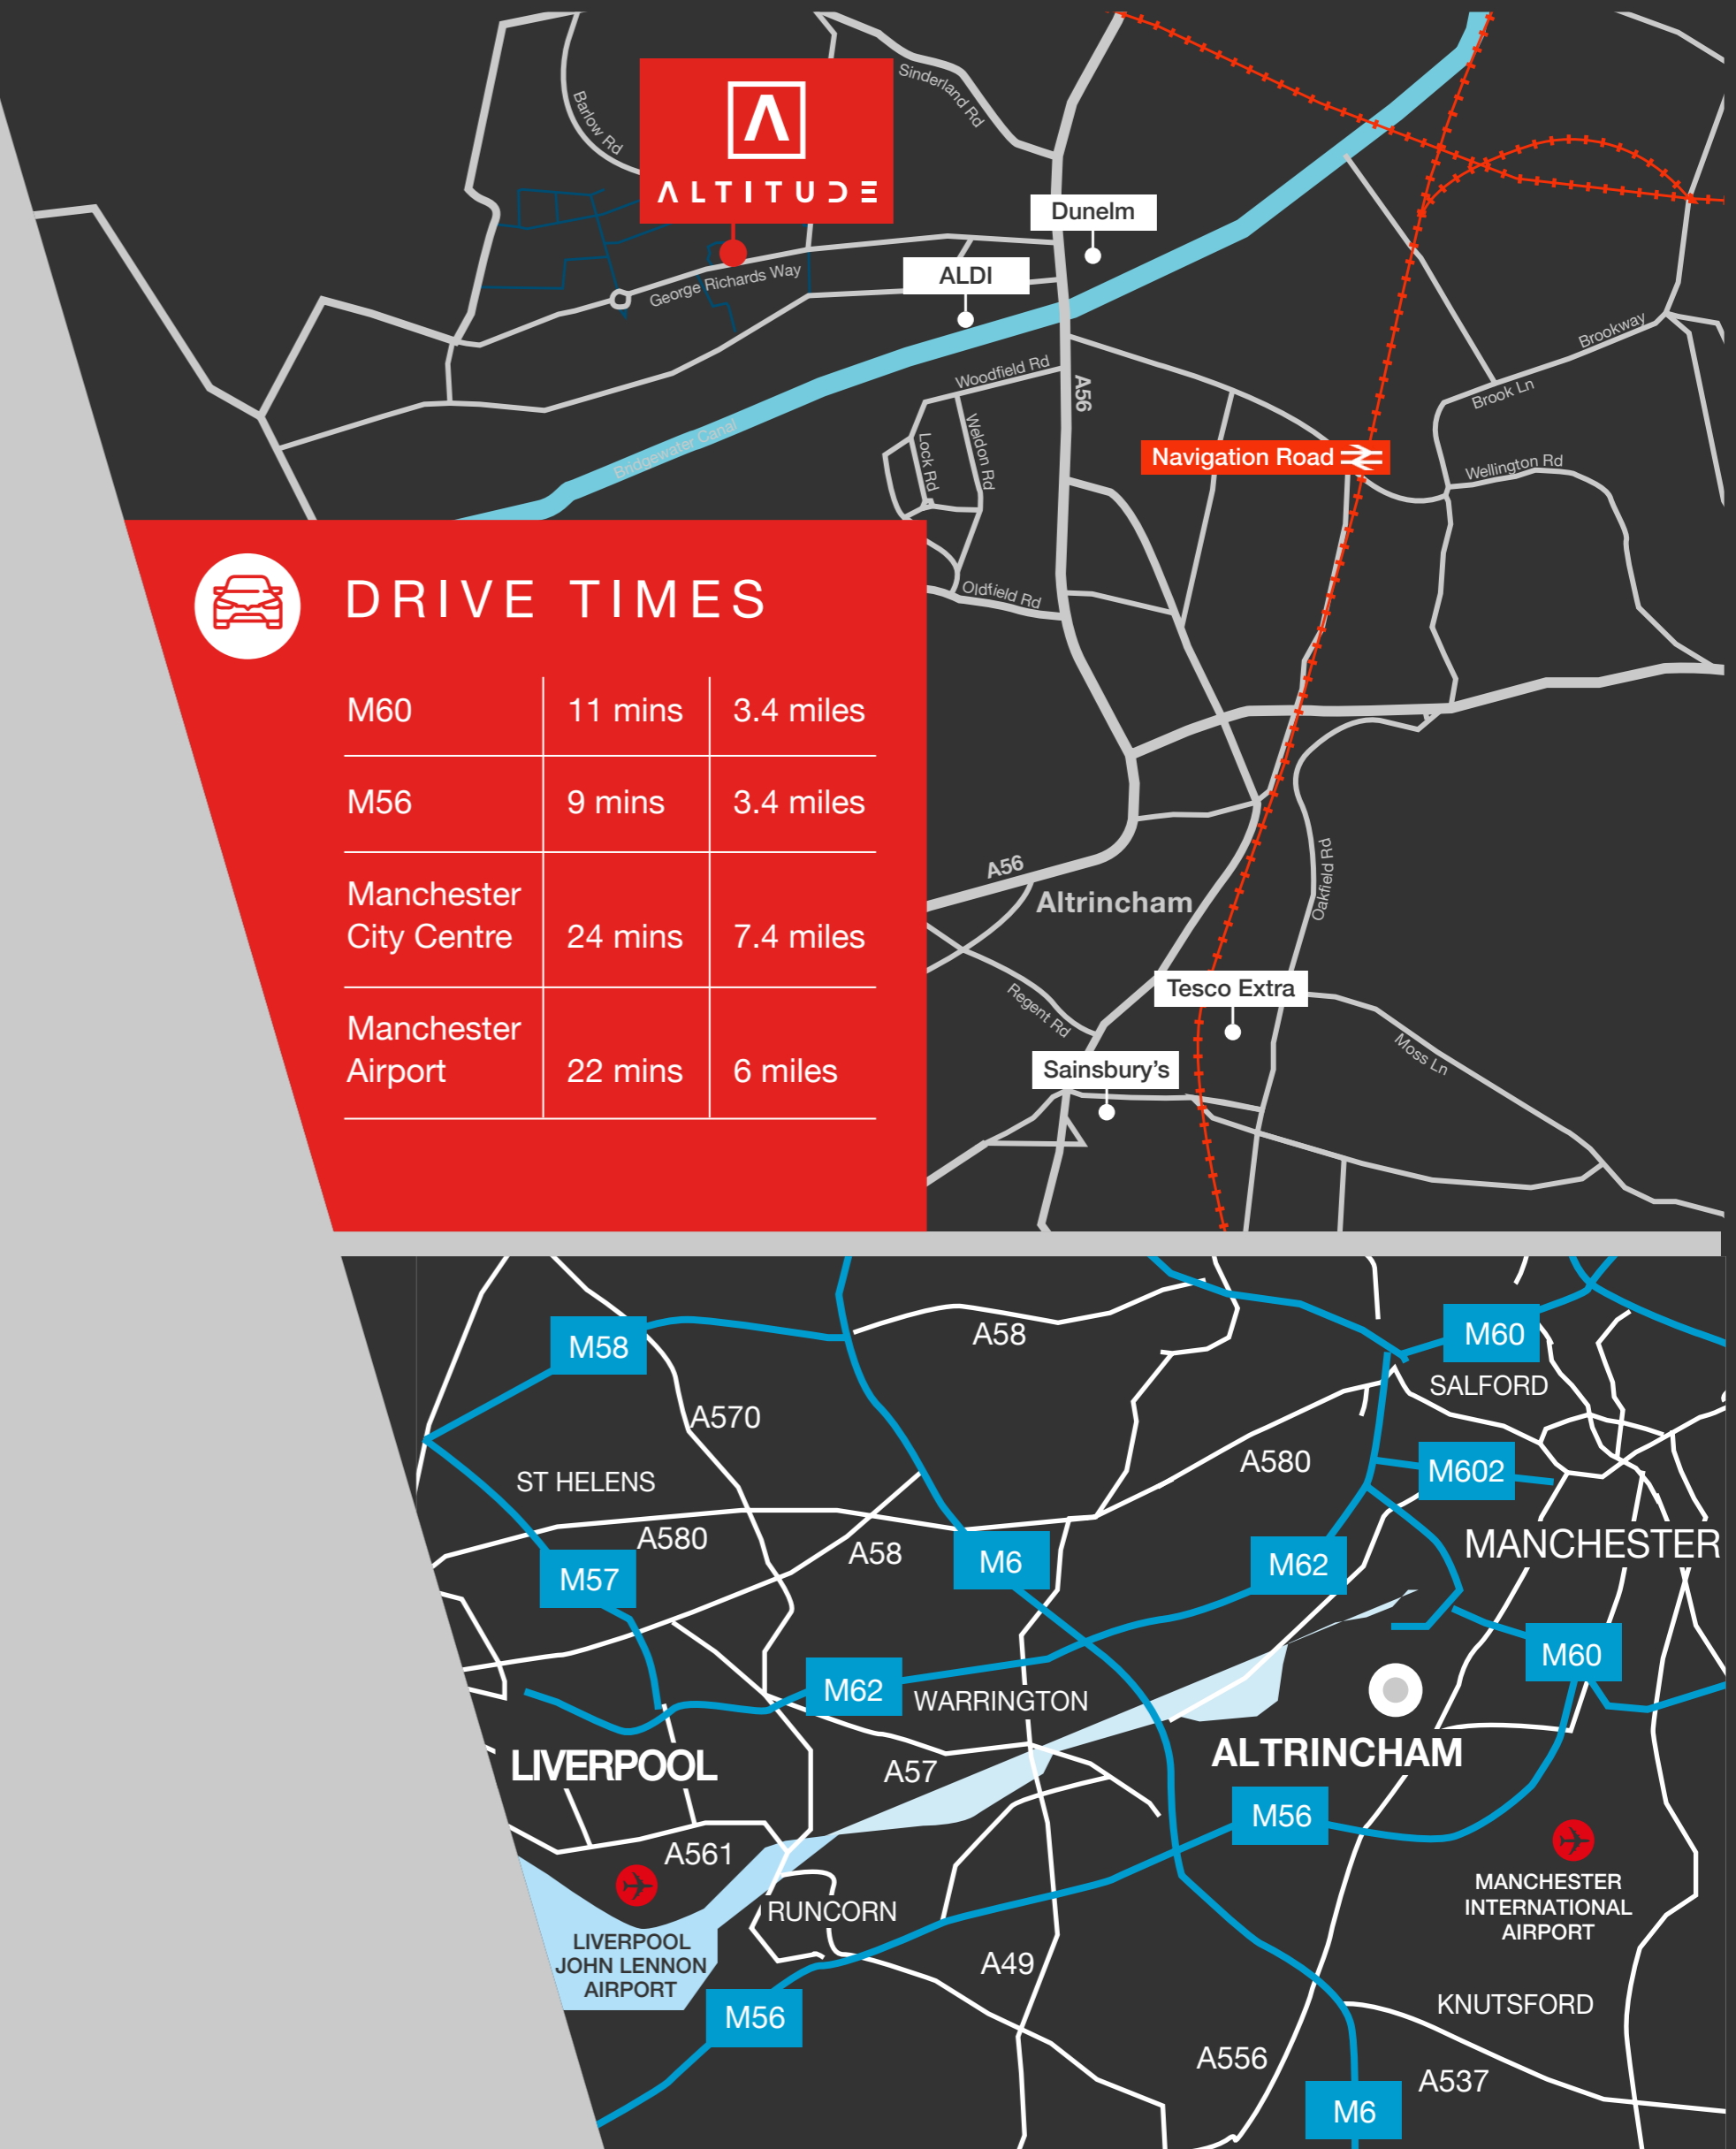 Sinderland Rd
Barlow Rd
ALTITUDE
Dunelm
ALDI
George Richards Way
Brookway
Woodfield Rd
A56
Brook Ln
Weldon Rd
Lock Rd
Bridgewater Canal
Navigation Road
Wellington Rd
Oldfield Rd
DRIVE TIMES
M60 11 mins 3.4 miles
M56 9 mins 3.4 miles
Manchester
City Centre 24 mins 7.4 miles
Manchester
Airport 22 mins 6 miles
A56
Altrincham
Oakfield Rd
Tesco Extra
Regent Rd
Moss Ln
Sainsbury's
M58
A58
M60
SALFORD
A570
A580
M602
ST HELENS
A580
A58
M6
M62
MANCHESTER
M57
M60
M62
WARRINGTON
LIVERPOOL
A57
ALTRINCHAM
M56
A561
MANCHESTER
INTERNATIONAL
AIRPORT
RUNCORN
LIVERPOOL
JOHN LENNON
AIRPORT
A49
M56
KNUTSFORD
A556
A537
M6